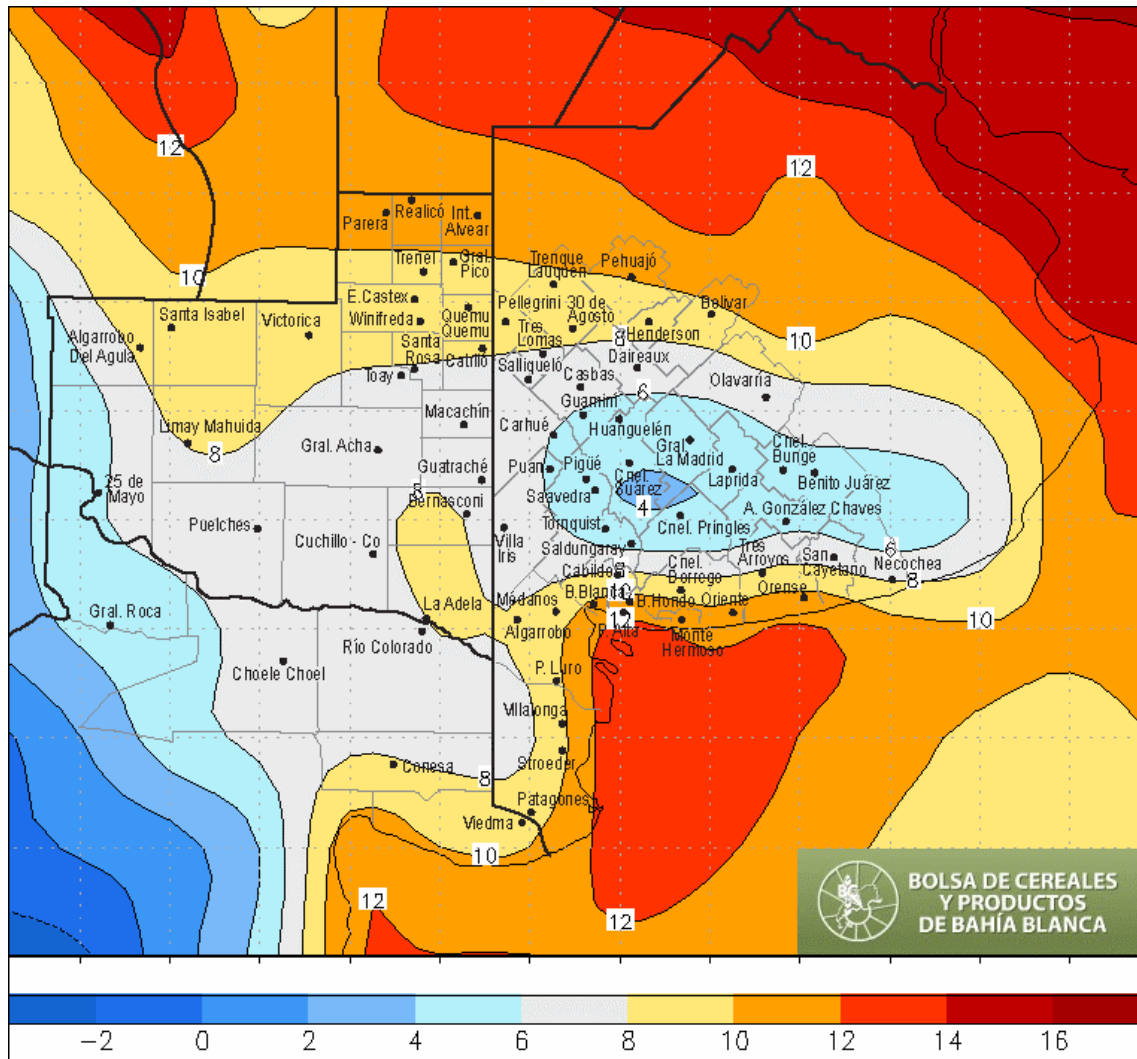 12
12
Realicó
Parera
Int.
Alvear
10
Trenel
Gral.
Pico
Trenque
Lauquen
Pehuajó
E.Castex
Santa Isabel
Victorica
Winifreda
Quemu
Quemu
Pellegrini
30 de
Agosto
Bolivar
Henderson
8
10
Algarrobo
Del Agula
Santa
Rosa
Catriló
Tres
Lomas
Toay
Salliqueló
Daireaux
Casbas
6
Olavarria
Guaminí
Macachín
Limay Mahuida
8
Carhué
Huanguelén
Gral. Acha
Gral.
La Madrid
Cnel.
Bunge
Guatraché
Puan
Pigüé
Cnel.
Suárez
Laprida
Benito Juárez
25 de
Mayo
Bernasconi
Saavedra
4
Puelches
A. González Chaves
Tornquist
Cnel. Pringles
Villa
Iris
Cuchillo - Co
Saldungaray
Tres
Arroyos
San
Cayetano
6
Necochea
8
Cabildo
Cnel.
Dorrego
10
Gral. Roca
La Adela
Médanos
B.Blanca
B.Hondo
Oriente
Orense
12
10
Río Colorado
Algarrobo
P. Alta
Monte
Hermoso
Choele Choel
P. Luro
Villalonga
Conesa
8
Stroeder
Patagones
Viedma
10
12
12
BOLSA DE CEREALES
Y PRODUCTOS
DE BAHÍA BLANCA
−2 0 2 4 6 8 10 12 14 16